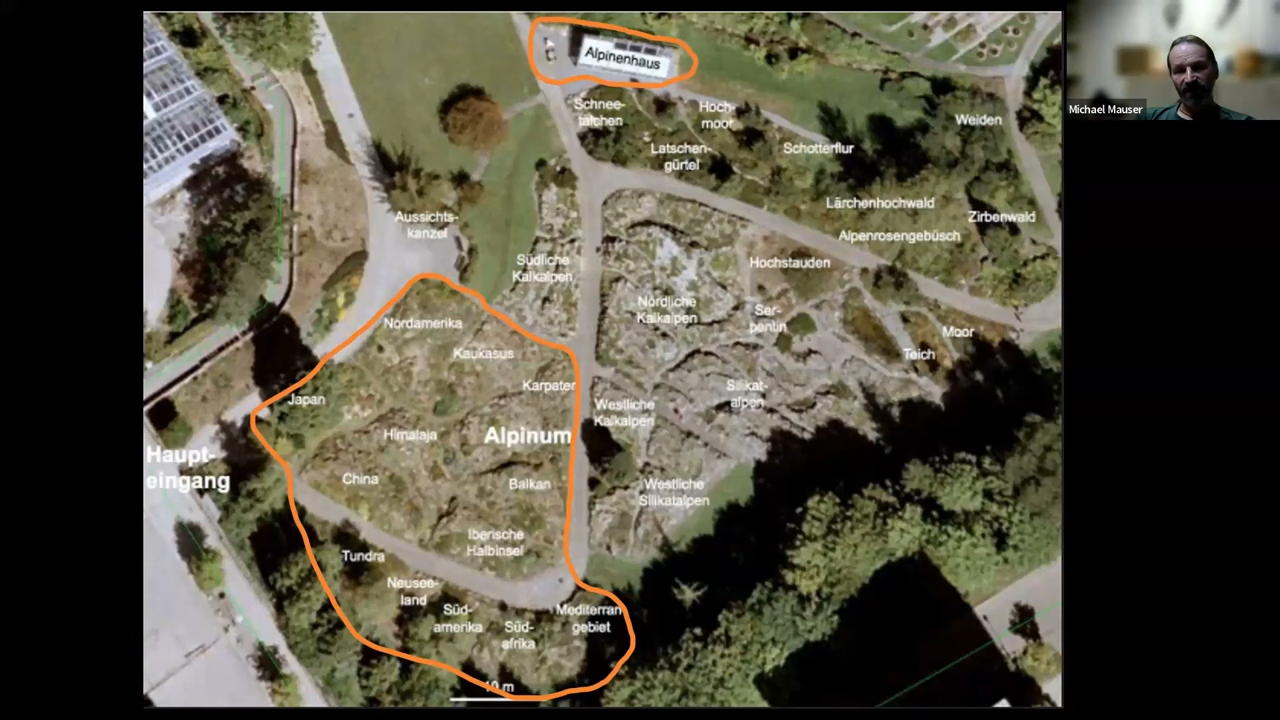 Alpinenhaus
Michael Mauser
Schnee-
tälchen
Hoch-
moor
Weiden
Latschen-
gürtel
Schotterflur
Lärchenhochwald
Aussichts-
kanzel
Zirbenwald
Alpenrosengebüsch
Südliche
Kalkalpen
Hochstauden
Nördliche
Kalkalpen
Ser-
pentin
Nordamerika
Moor
Kaukasus
Teich
Karpaten
Silikat-
alpen
Japan
Westliche
Kalkalpen
Himalaja
Alpinum
Haupt-
eingang
China
Balkan
Westliche
Silikatalpen
Iberische
Halbinsel
Tundra
Neusee-
land
Süd-
amerika
Süd-
afrika
Mediterran
gebiet
10 m